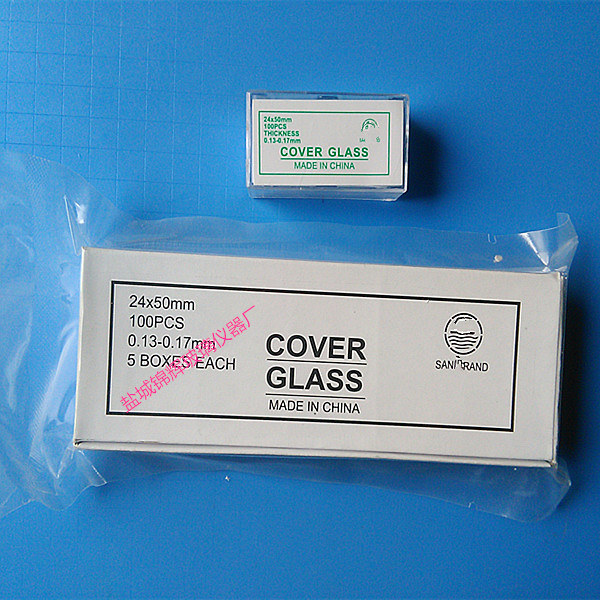 24x50mm
100PCS
THICKNESS
0.13-0.17mm
COVER GLASS
MADE IN CHINA
24x50mm
100PCS
0.13-0.17mm
5 BOXES EACH
COVER
GLASS
MADE IN CHINA
盐城锦辉玻璃仪器厂